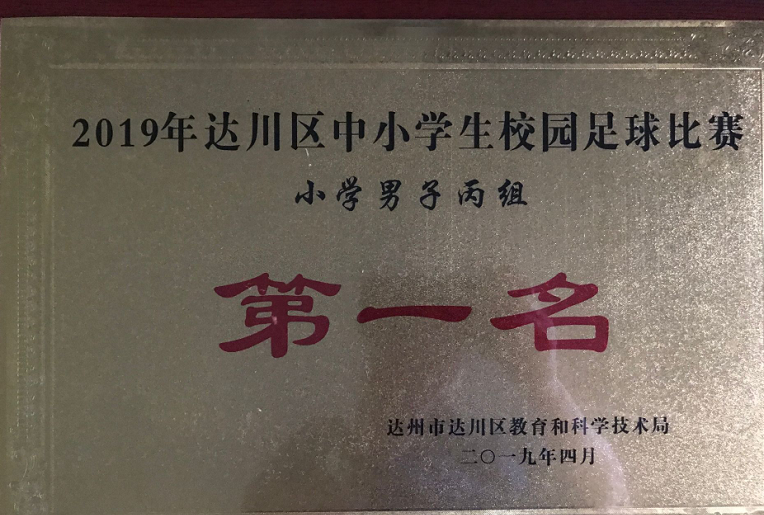 2019年达川区中小学生校园足球比赛
小学男子丙组
第一名
达州市达川区教育和科学技术局
二〇一九年四月